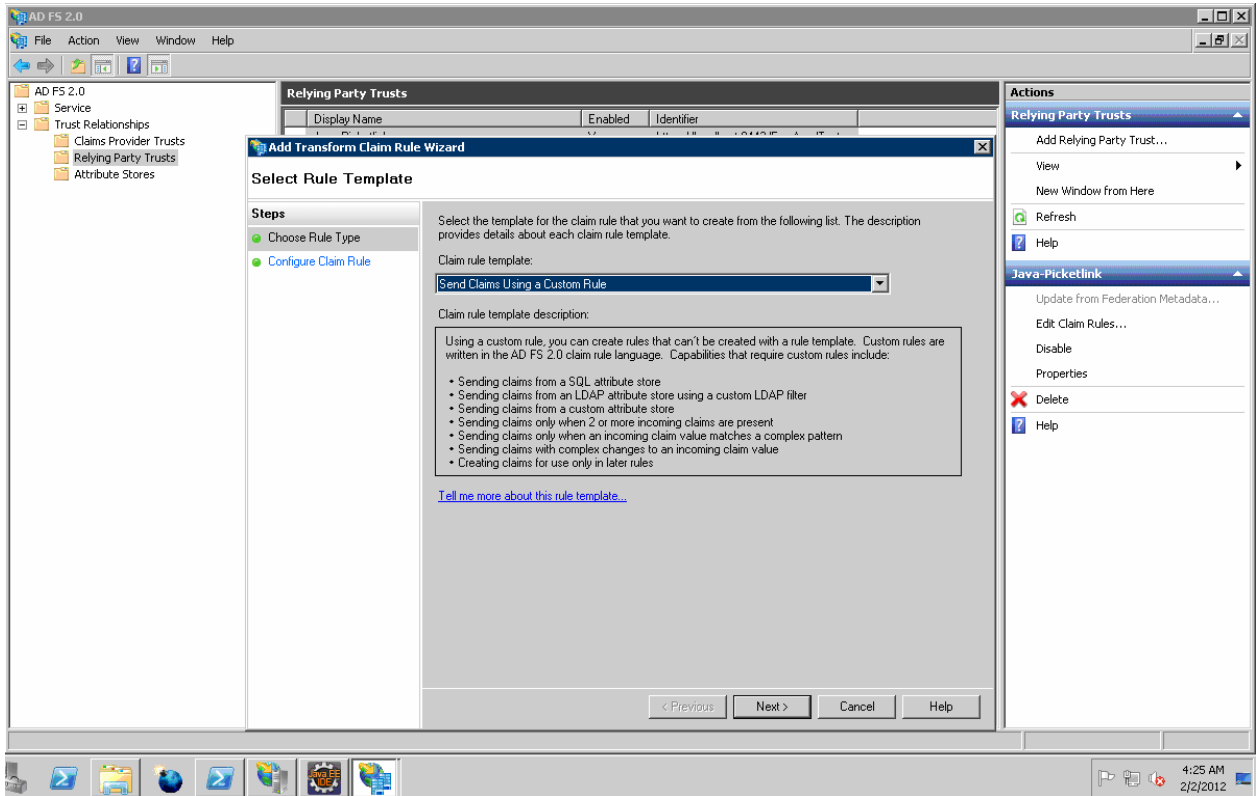 AD FS 2.0
File Action View Window Help
AD FS 2.0
Service
Trust Relationships
Claims Provider Trusts
Relying Party Trusts
Attribute Stores
Relying Party Trusts
Display Name Enabled Identifier
Add Transform Claim Rule Wizard
Select Rule Template
Steps
Choose Rule Type
Configure Claim Rule
Select the template for the claim rule that you want to create from the following list. The description
provides details about each claim rule template.
Claim rule template:
Send Claims Using a Custom Rule
Claim rule template description:
Using a custom rule, you can create rules that can't be created with a rule template. Custom rules are
written in the AD FS 2.0 claim rule language. Capabilities that require custom rules include:
• Sending claims from a SQL attribute store
• Sending claims from an LDAP attribute store using a custom LDAP filter
• Sending claims from a custom attribute store
• Sending claims only when 2 or more incoming claims are present
• Sending claims only when an incoming claim value matches a complex pattern
• Sending claims with complex changes to an incoming claim value
• Creating claims for use only in later rules
Tell me more about this rule template...
< Previous Next > Cancel Help
Actions
Relying Party Trusts
Add Relying Party Trust...
View
New Window from Here
Refresh
Help
Java-Picketlink
Update from Federation Metadata...
Edit Claim Rules...
Disable
Properties
Delete
Help
Java EE
IDE
4:25 AM
2/2/2012